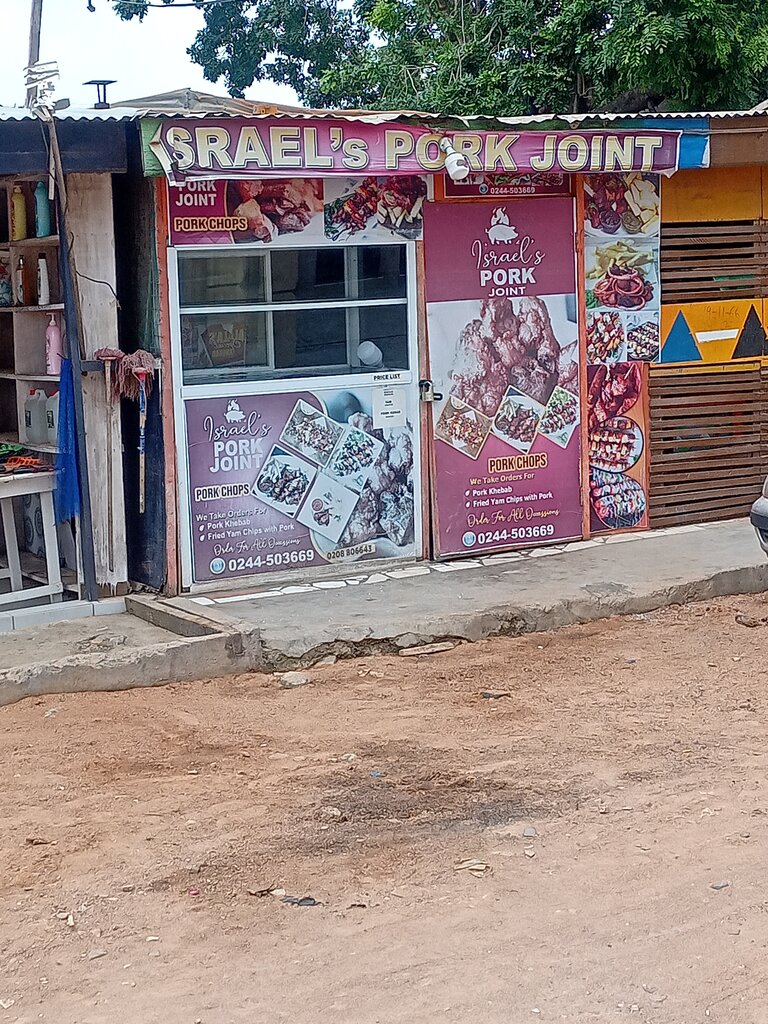 ISRAEL's PORK JOINT
PORK
JOINT
PORK CHOPS
0244-503669
Israel's
PORK
JOINT
PORK CHOPS
We Take Orders For
Pork Khebab
Fried Yam Chips with Pork
Order For All Occassions
0244-503669
PRICE LIST
Israel's
PORK
JOINT
PORK CHOPS
We Take Orders For
Pork Khebab
Fried Yam Chips with Pork
Order For All Occassions
0244-503669
0208 806643